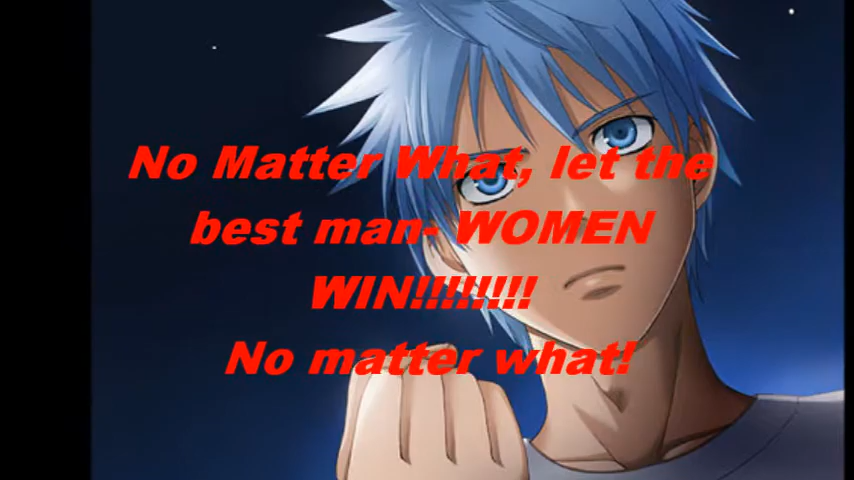 No Matter What, let the
best man- WOMEN
WIN!!!!!!!!
No matter what!